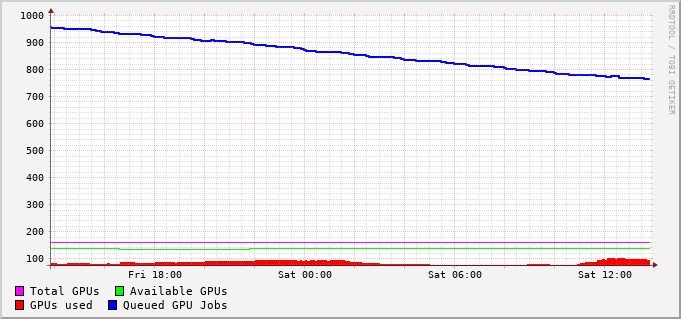 1000
900
800
700
600
500
400
300
200
100
Fri 18:00 Sat 00:00 Sat 06:00 Sat 12:00
Total GPUs Available GPUs
GPUs used Queued GPU Jobs
RRDTOOL / TOBI OETIKER